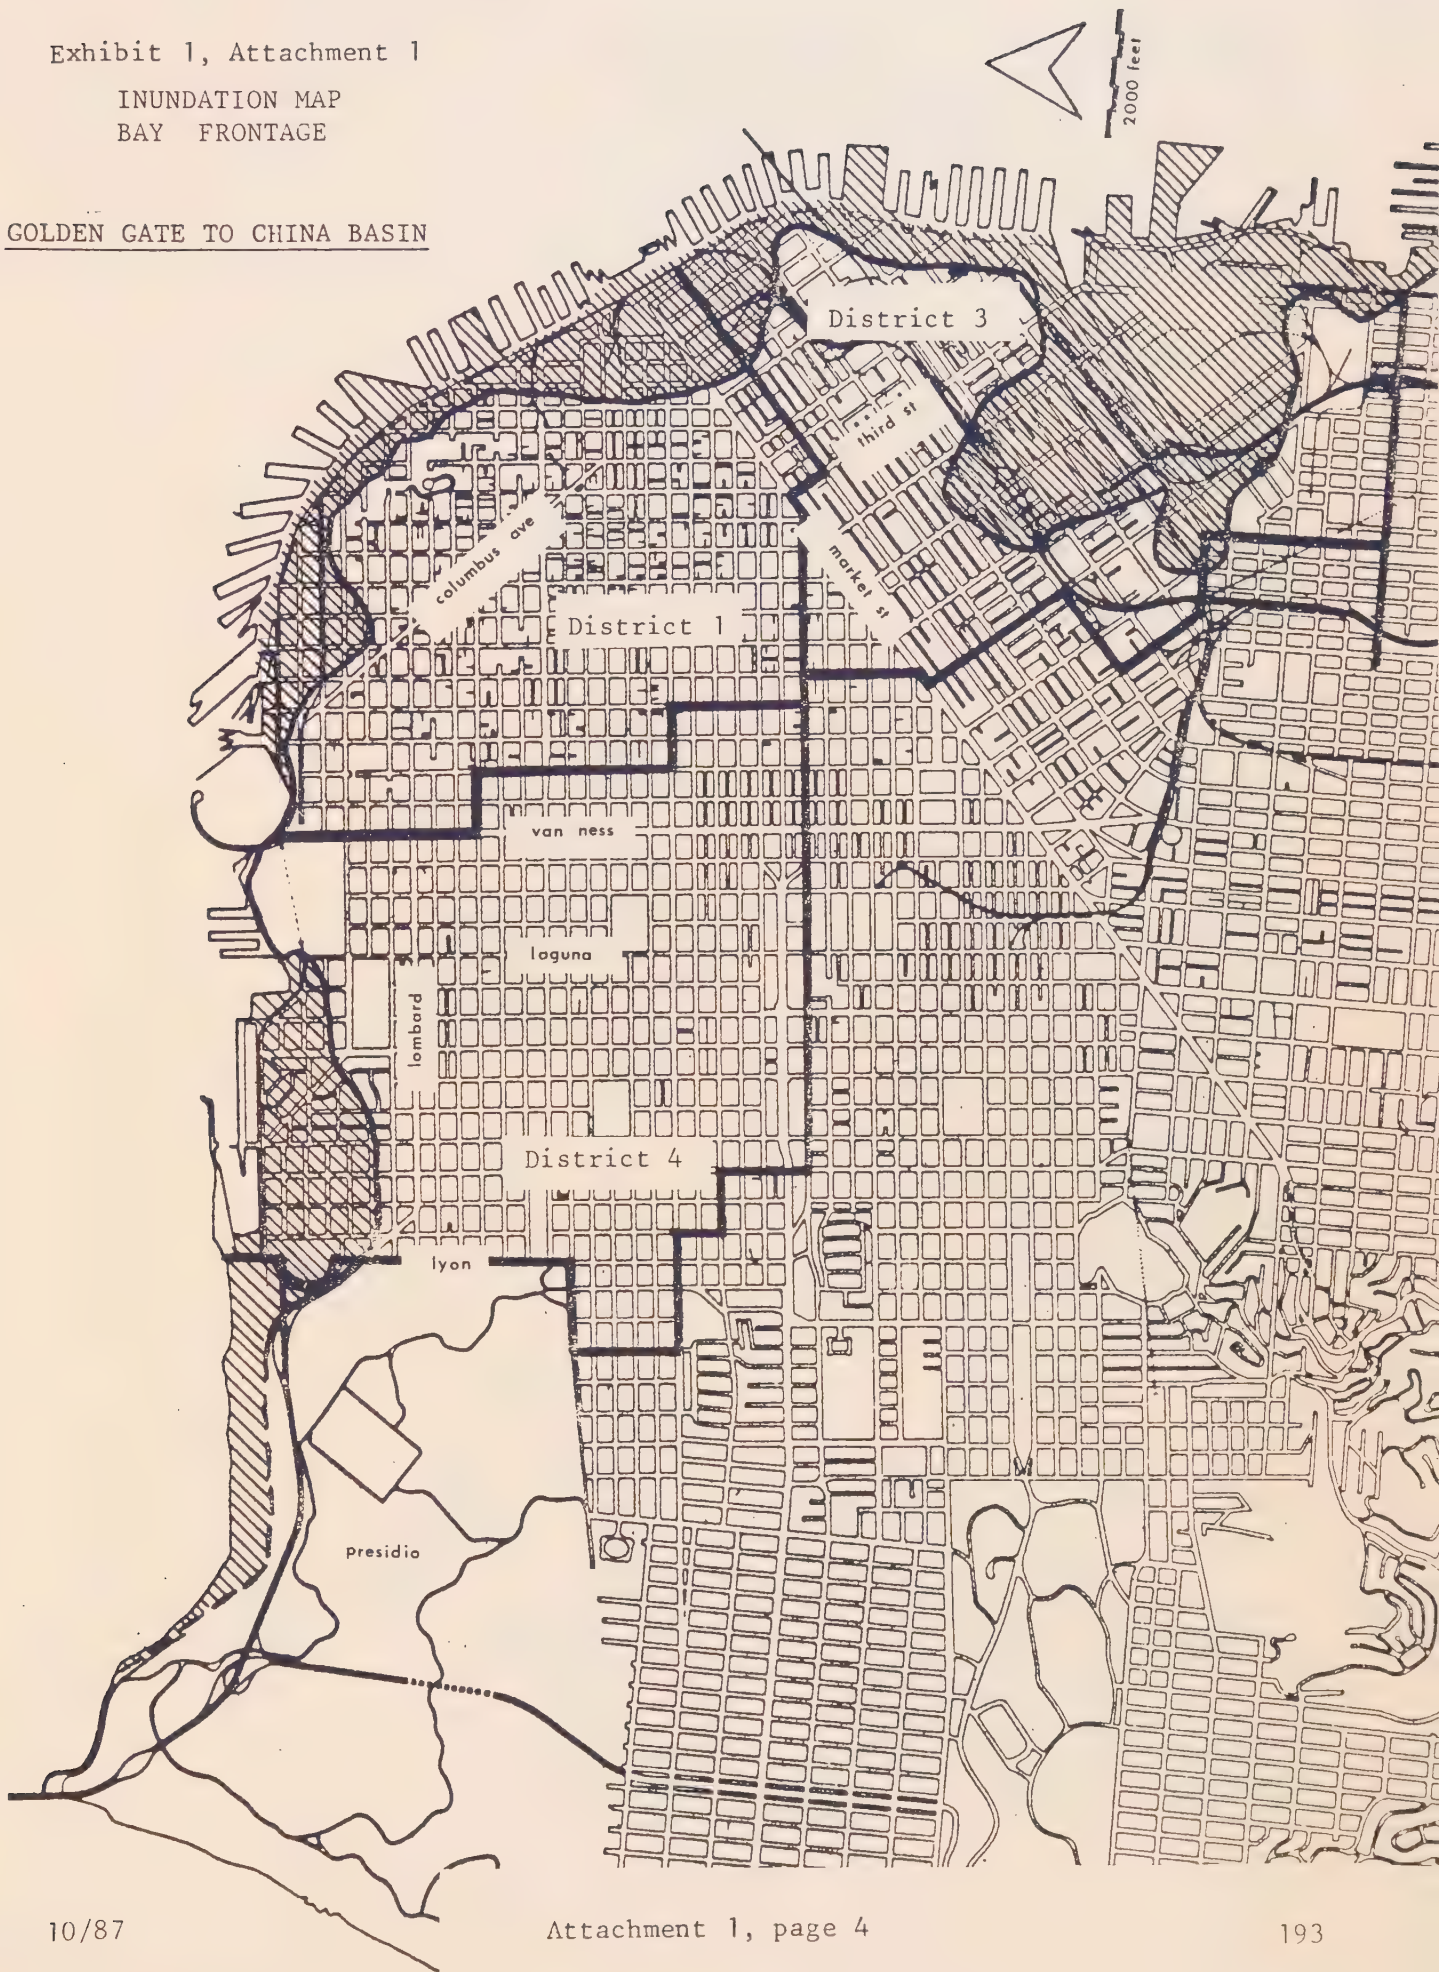 Exhibit 1, Attachment 1
INUNDATION MAP
BAY FRONTAGE
GOLDEN GATE TO CHINA BASIN
2000 feet
District 3
third st
columbus ave
market st
District 1
van ness
laguna
lombard
District 4
lyon
presidio
10/87
Attachment 1, page 4
193